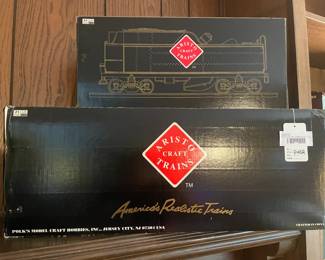 ARISTO
CRAFT
TRAINS
ARISTO
CRAFT
TRAINS
TM
America's Realistic Trains
POLK'S MODEL CRAFT HOBBIES, INC., JERSEY CITY, NJ 07304 USA